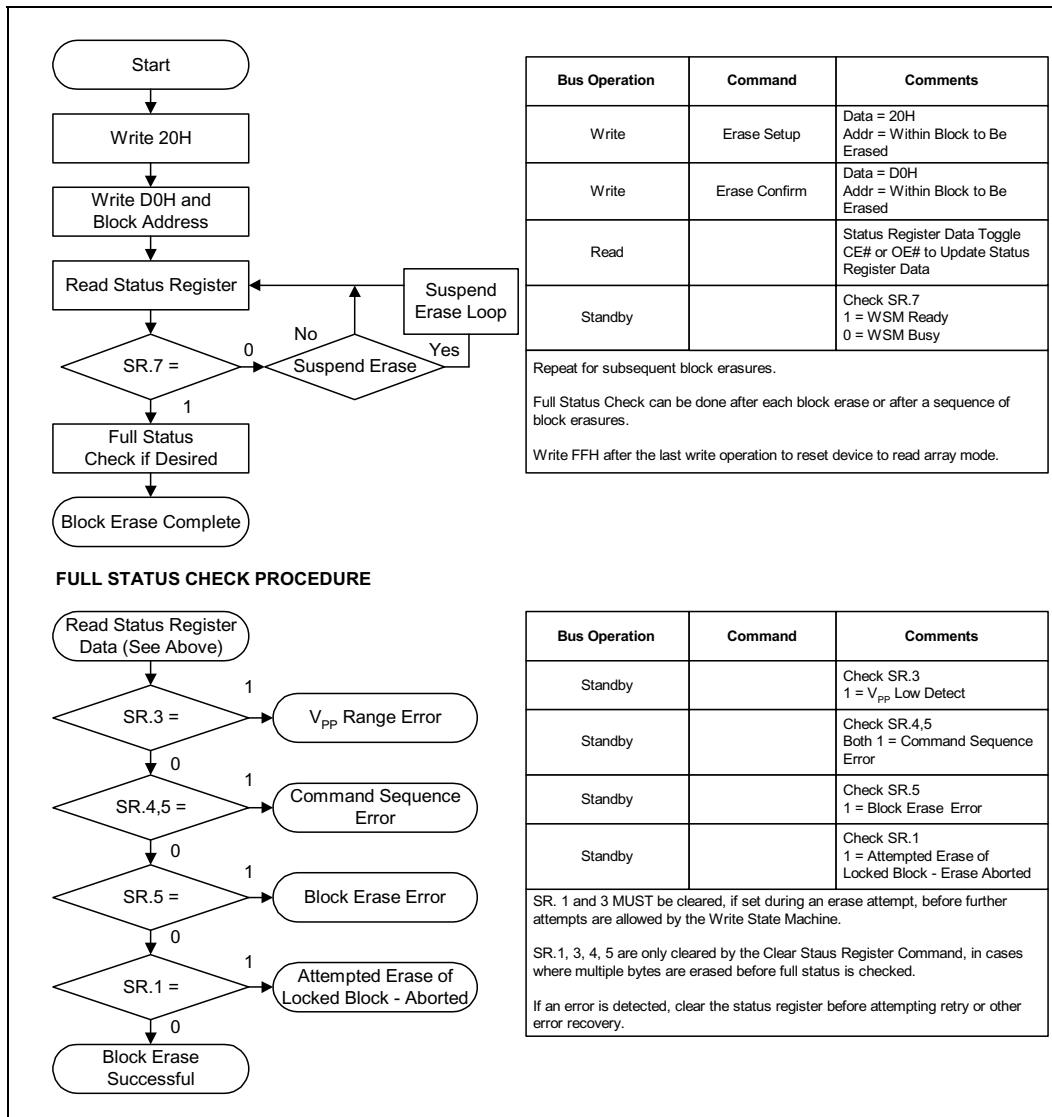 Start
Write 20H
Write D0H and
Block Address
Read Status Register
Suspend
Erase Loop
No
Yes
SR.7 =
0
Suspend Erase
1
Full Status
Check if Desired
Block Erase Complete
Bus Operation Command Comments
Write Erase Setup Data = 20H
Addr = Within Block to Be
Erased
Write Erase Confirm Data = D0H
Addr = Within Block to Be
Erased
Read Status Register Data Toggle
CE# or OE# to Update Status
Register Data
Standby Check SR.7
1 = WSM Ready
0 = WSM Busy
Repeat for subsequent block erasures.
Full Status Check can be done after each block erase or after a sequence of
block erasures.
Write FFH after the last write operation to reset device to read array mode.
FULL STATUS CHECK PROCEDURE
Read Status Register
Data (See Above)
SR.3 =
1
VPP Range Error
0
SR.4,5 =
1
Command Sequence
Error
0
SR.5 =
1
Block Erase Error
0
SR.1 =
1
Attempted Erase of
Locked Block - Aborted
0
Block Erase
Successful
Bus Operation Command Comments
Standby Check SR.3
1 = VPP Low Detect
Standby Check SR.4,5
Both 1 = Command Sequence
Error
Standby Check SR.5
1 = Block Erase Error
Standby Check SR.1
1 = Attempted Erase of
Locked Block - Erase Aborted
SR. 1 and 3 MUST be cleared, if set during an erase attempt, before further
attempts are allowed by the Write State Machine.
SR.1, 3, 4, 5 are only cleared by the Clear Staus Register Command, in cases
where multiple bytes are erased before full status is checked.
If an error is detected, clear the status register before attempting retry or other
error recovery.